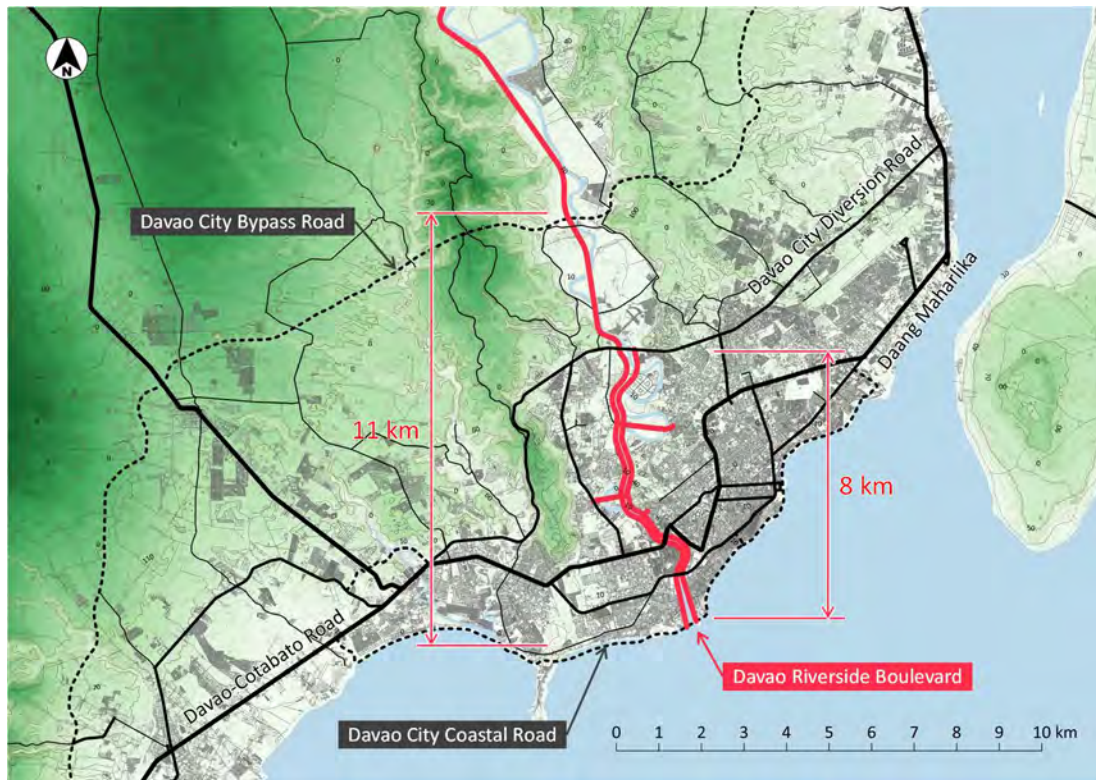 N
Davao City Bypass Road
Davao City Diversion Road
Daang Maharlika
11 km
8 km
Davao-Cotabato Road
Davao Riverside Boulevard
Davao City Coastal Road
0 1 2 3 4 5 6 7 8 9 10 km